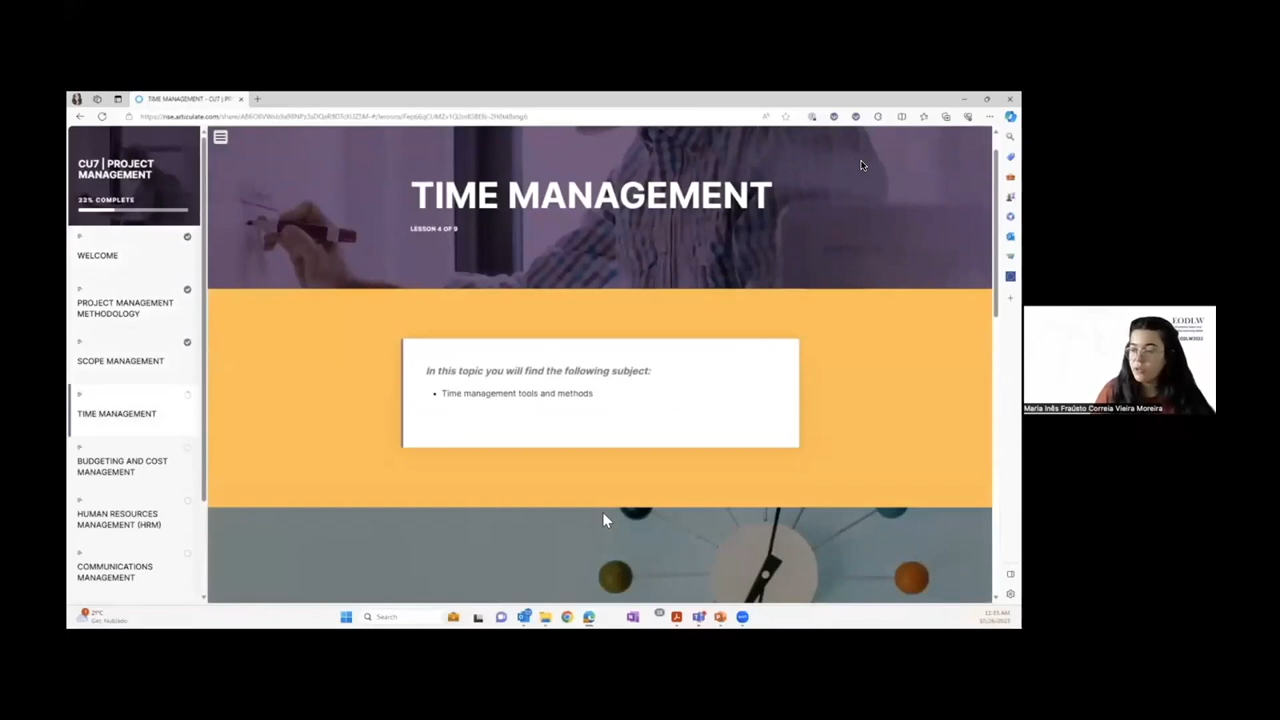 TIME MANAGEMENT - CU7 | PR
CU7 | PROJECT
MANAGEMENT
33% COMPLETE
WELCOME
PROJECT MANAGEMENT
METHODOLOGY
SCOPE MANAGEMENT
TIME MANAGEMENT
BUDGETING AND COST
MANAGEMENT
HUMAN RESOURCES
MANAGEMENT (HRM)
COMMUNICATIONS
MANAGEMENT
TIME MANAGEMENT
LESSON 4 OF 9
In this topic you will find the following subject:
• Time management tools and methods
21°C
Search
EODLW
Maria Inês Fraústo Correia Vieira Moreira